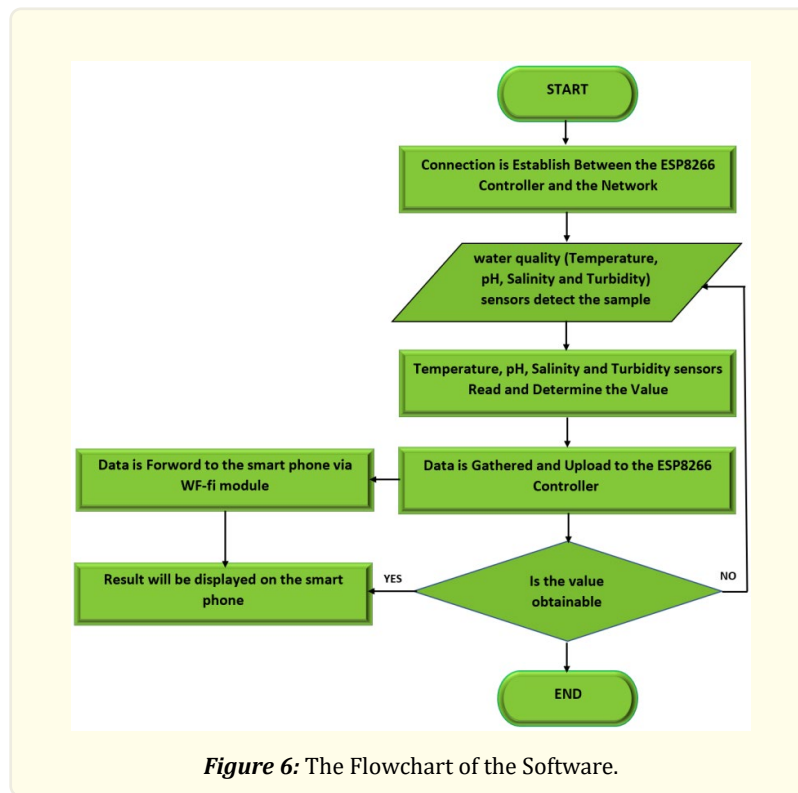 START
Connection is Establish Between the ESP8266
Controller and the Network
water quality (Temperature,
pH, Salinity and Turbidity)
sensors detect the sample
Temperature, pH, Salinity and Turbidity sensors
Read and Determine the Value
Data is Gathered and Upload to the ESP8266
Controller
Data is Forword to the smart phone via
WF-fi module
Is the value
obtainable
YES
NO
Result will be displayed on the smart
phone
END
Figure 6: The Flowchart of the Software.